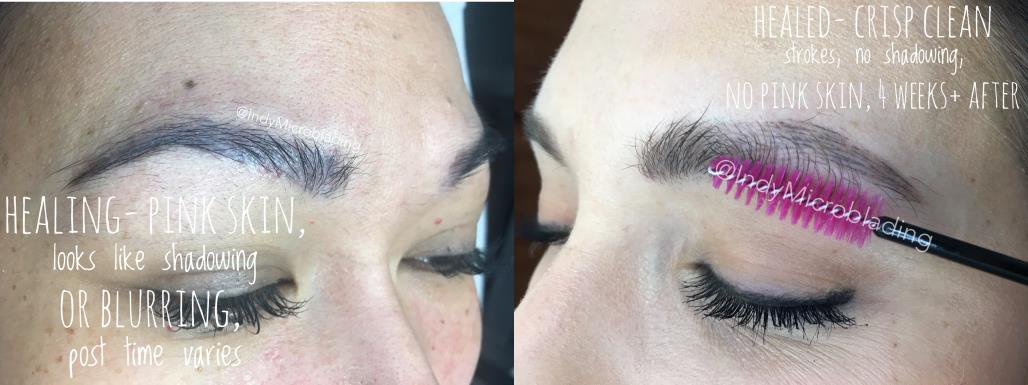 @IndyMicroblading
HEALING- PINK SKIN,
looks like shadowing
OR BLURRING,
post time varies
HEALED- CRISP CLEAN
strokes, no shadowing,
NO PINK SKIN, 4 WEEKS+ AFTER
@IndyMicroblading